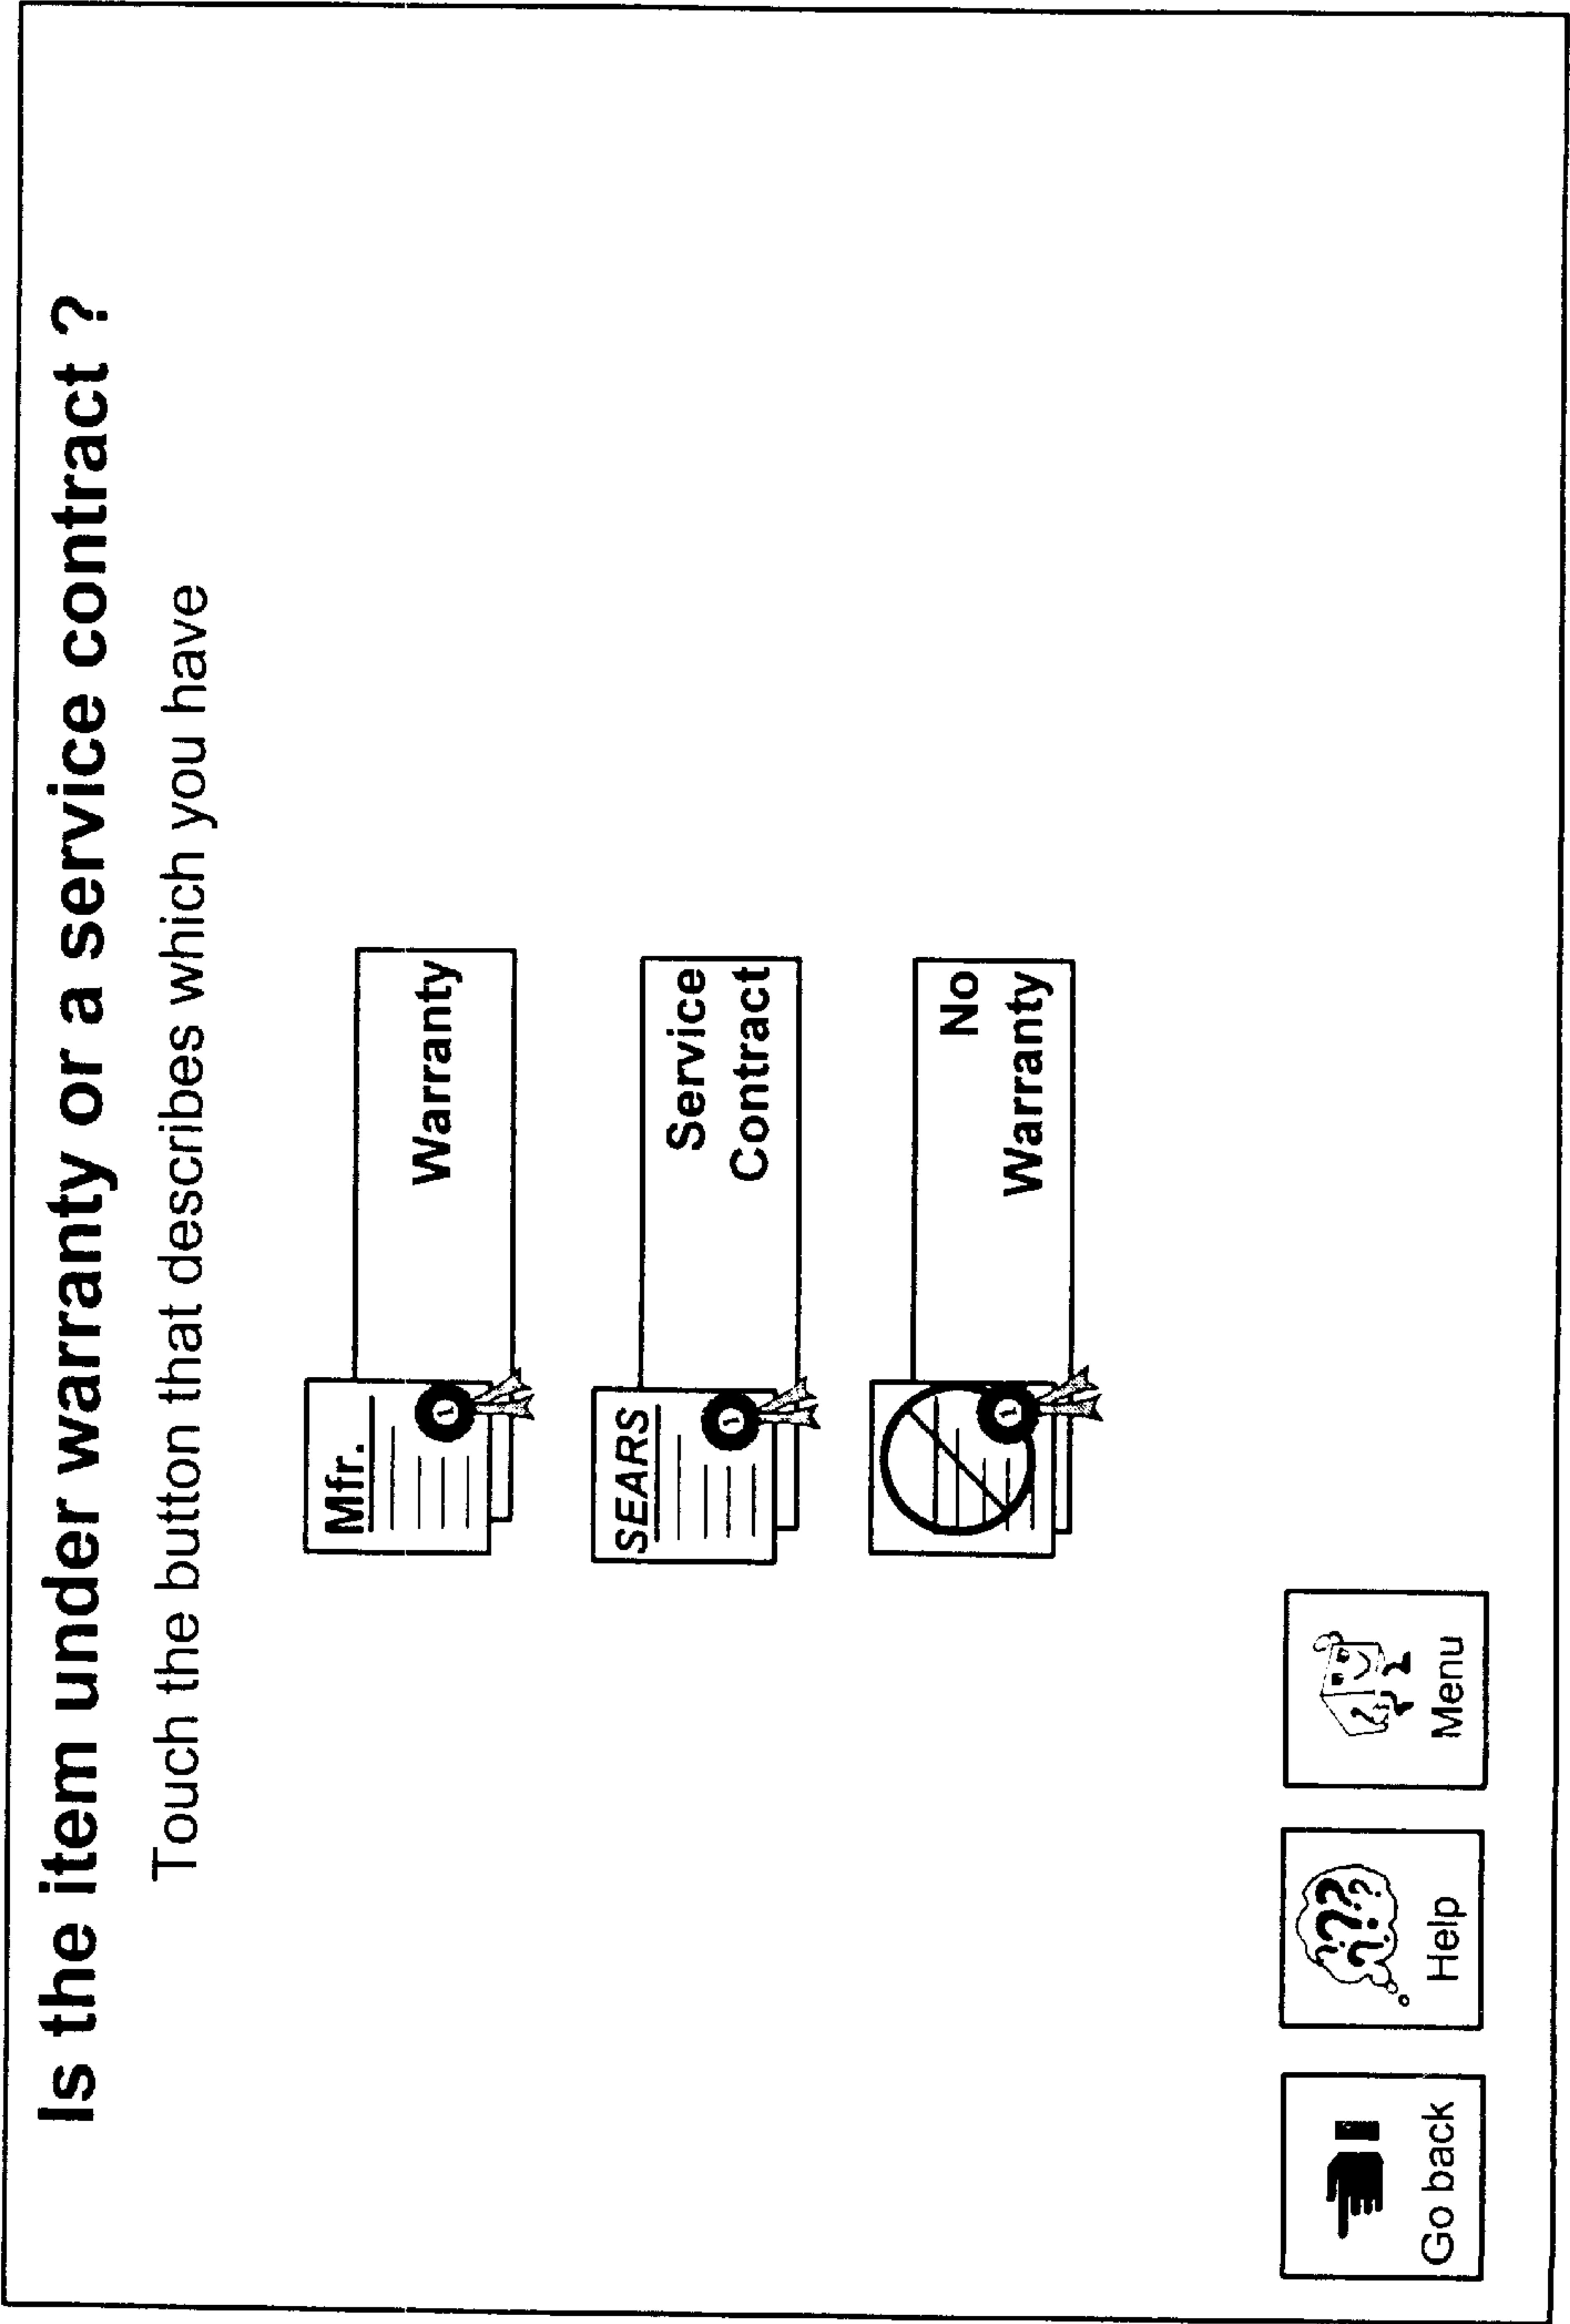 Is the item under warranty or a service contract ?
Touch the button that describes which you have
Mfr.
Warranty
SEARS
Service
Contract
No
Warranty
Go back
Help
Menu